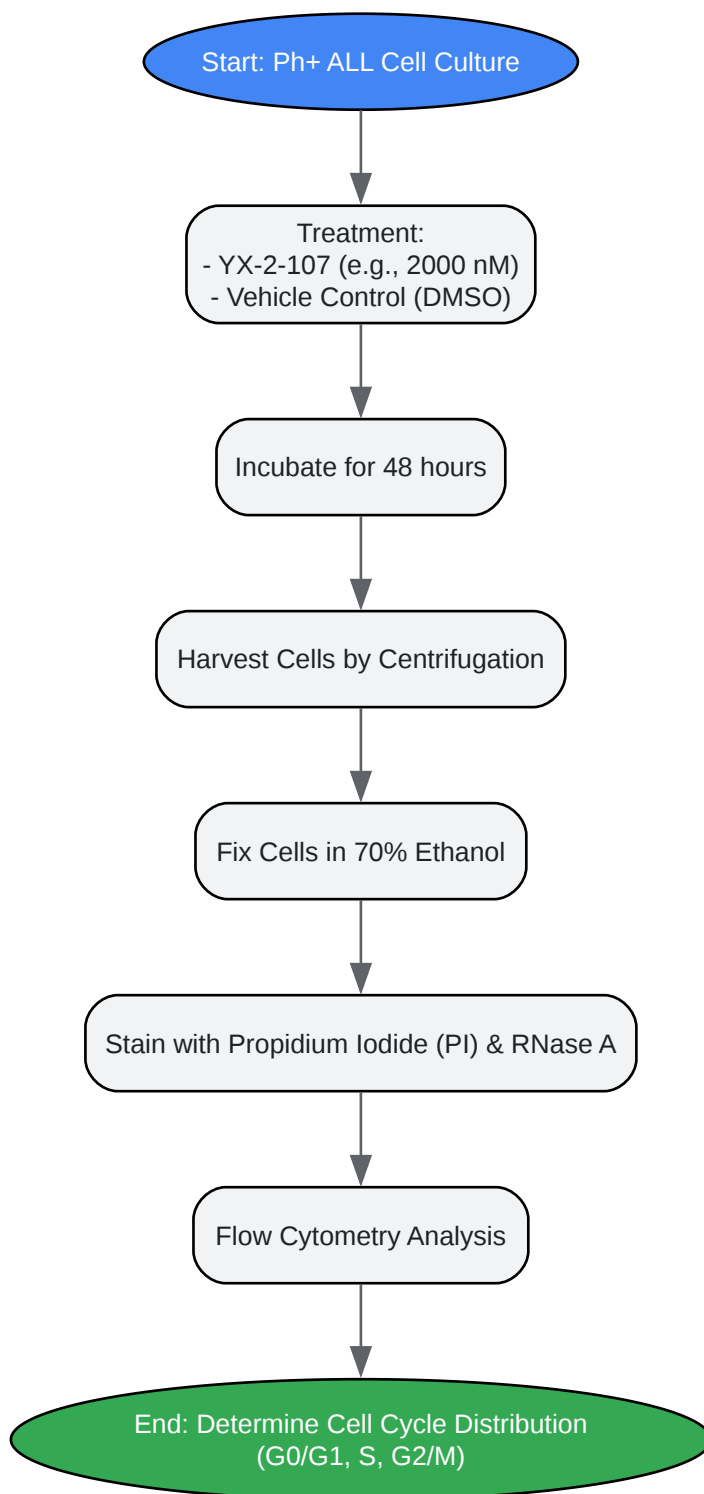 Start: Ph+ ALL Cell Culture
Treatment:
- YX-2-107 (e.g., 2000 nM)
- Vehicle Control (DMSO)
Incubate for 48 hours
Harvest Cells by Centrifugation
Fix Cells in 70% Ethanol
Stain with Propidium Iodide (PI) & RNase A
Flow Cytometry Analysis
End: Determine Cell Cycle Distribution
(G0/G1, S, G2/M)